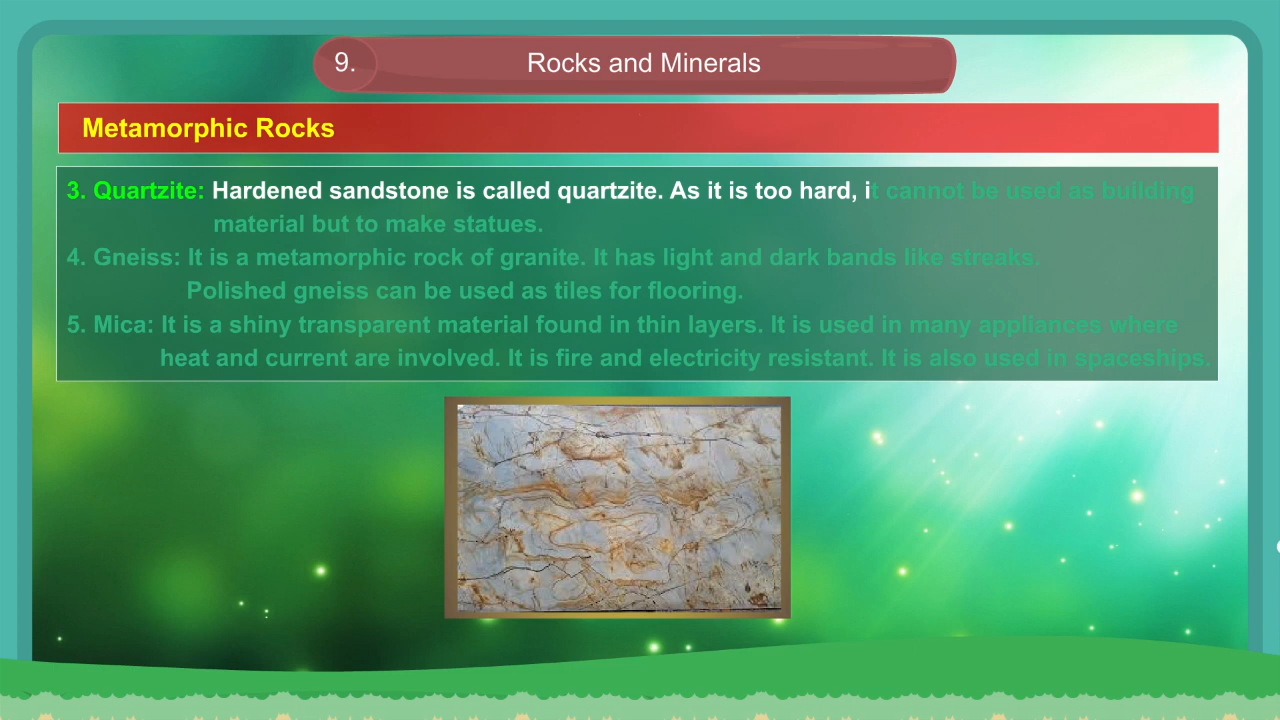 9.
Rocks and Minerals
Metamorphic Rocks
3. Quartzite: Hardened sandstone is called quartzite. As it is too hard, it cannot be used as building
material but to make statues.
4. Gneiss: It is a metamorphic rock of granite. It has light and dark bands like streaks.
Polished gneiss can be used as tiles for flooring.
5. Mica: It is a shiny transparent material found in thin layers. It is used in many appliances where
heat and current are involved. It is fire and electricity resistant. It is also used in spaceships.